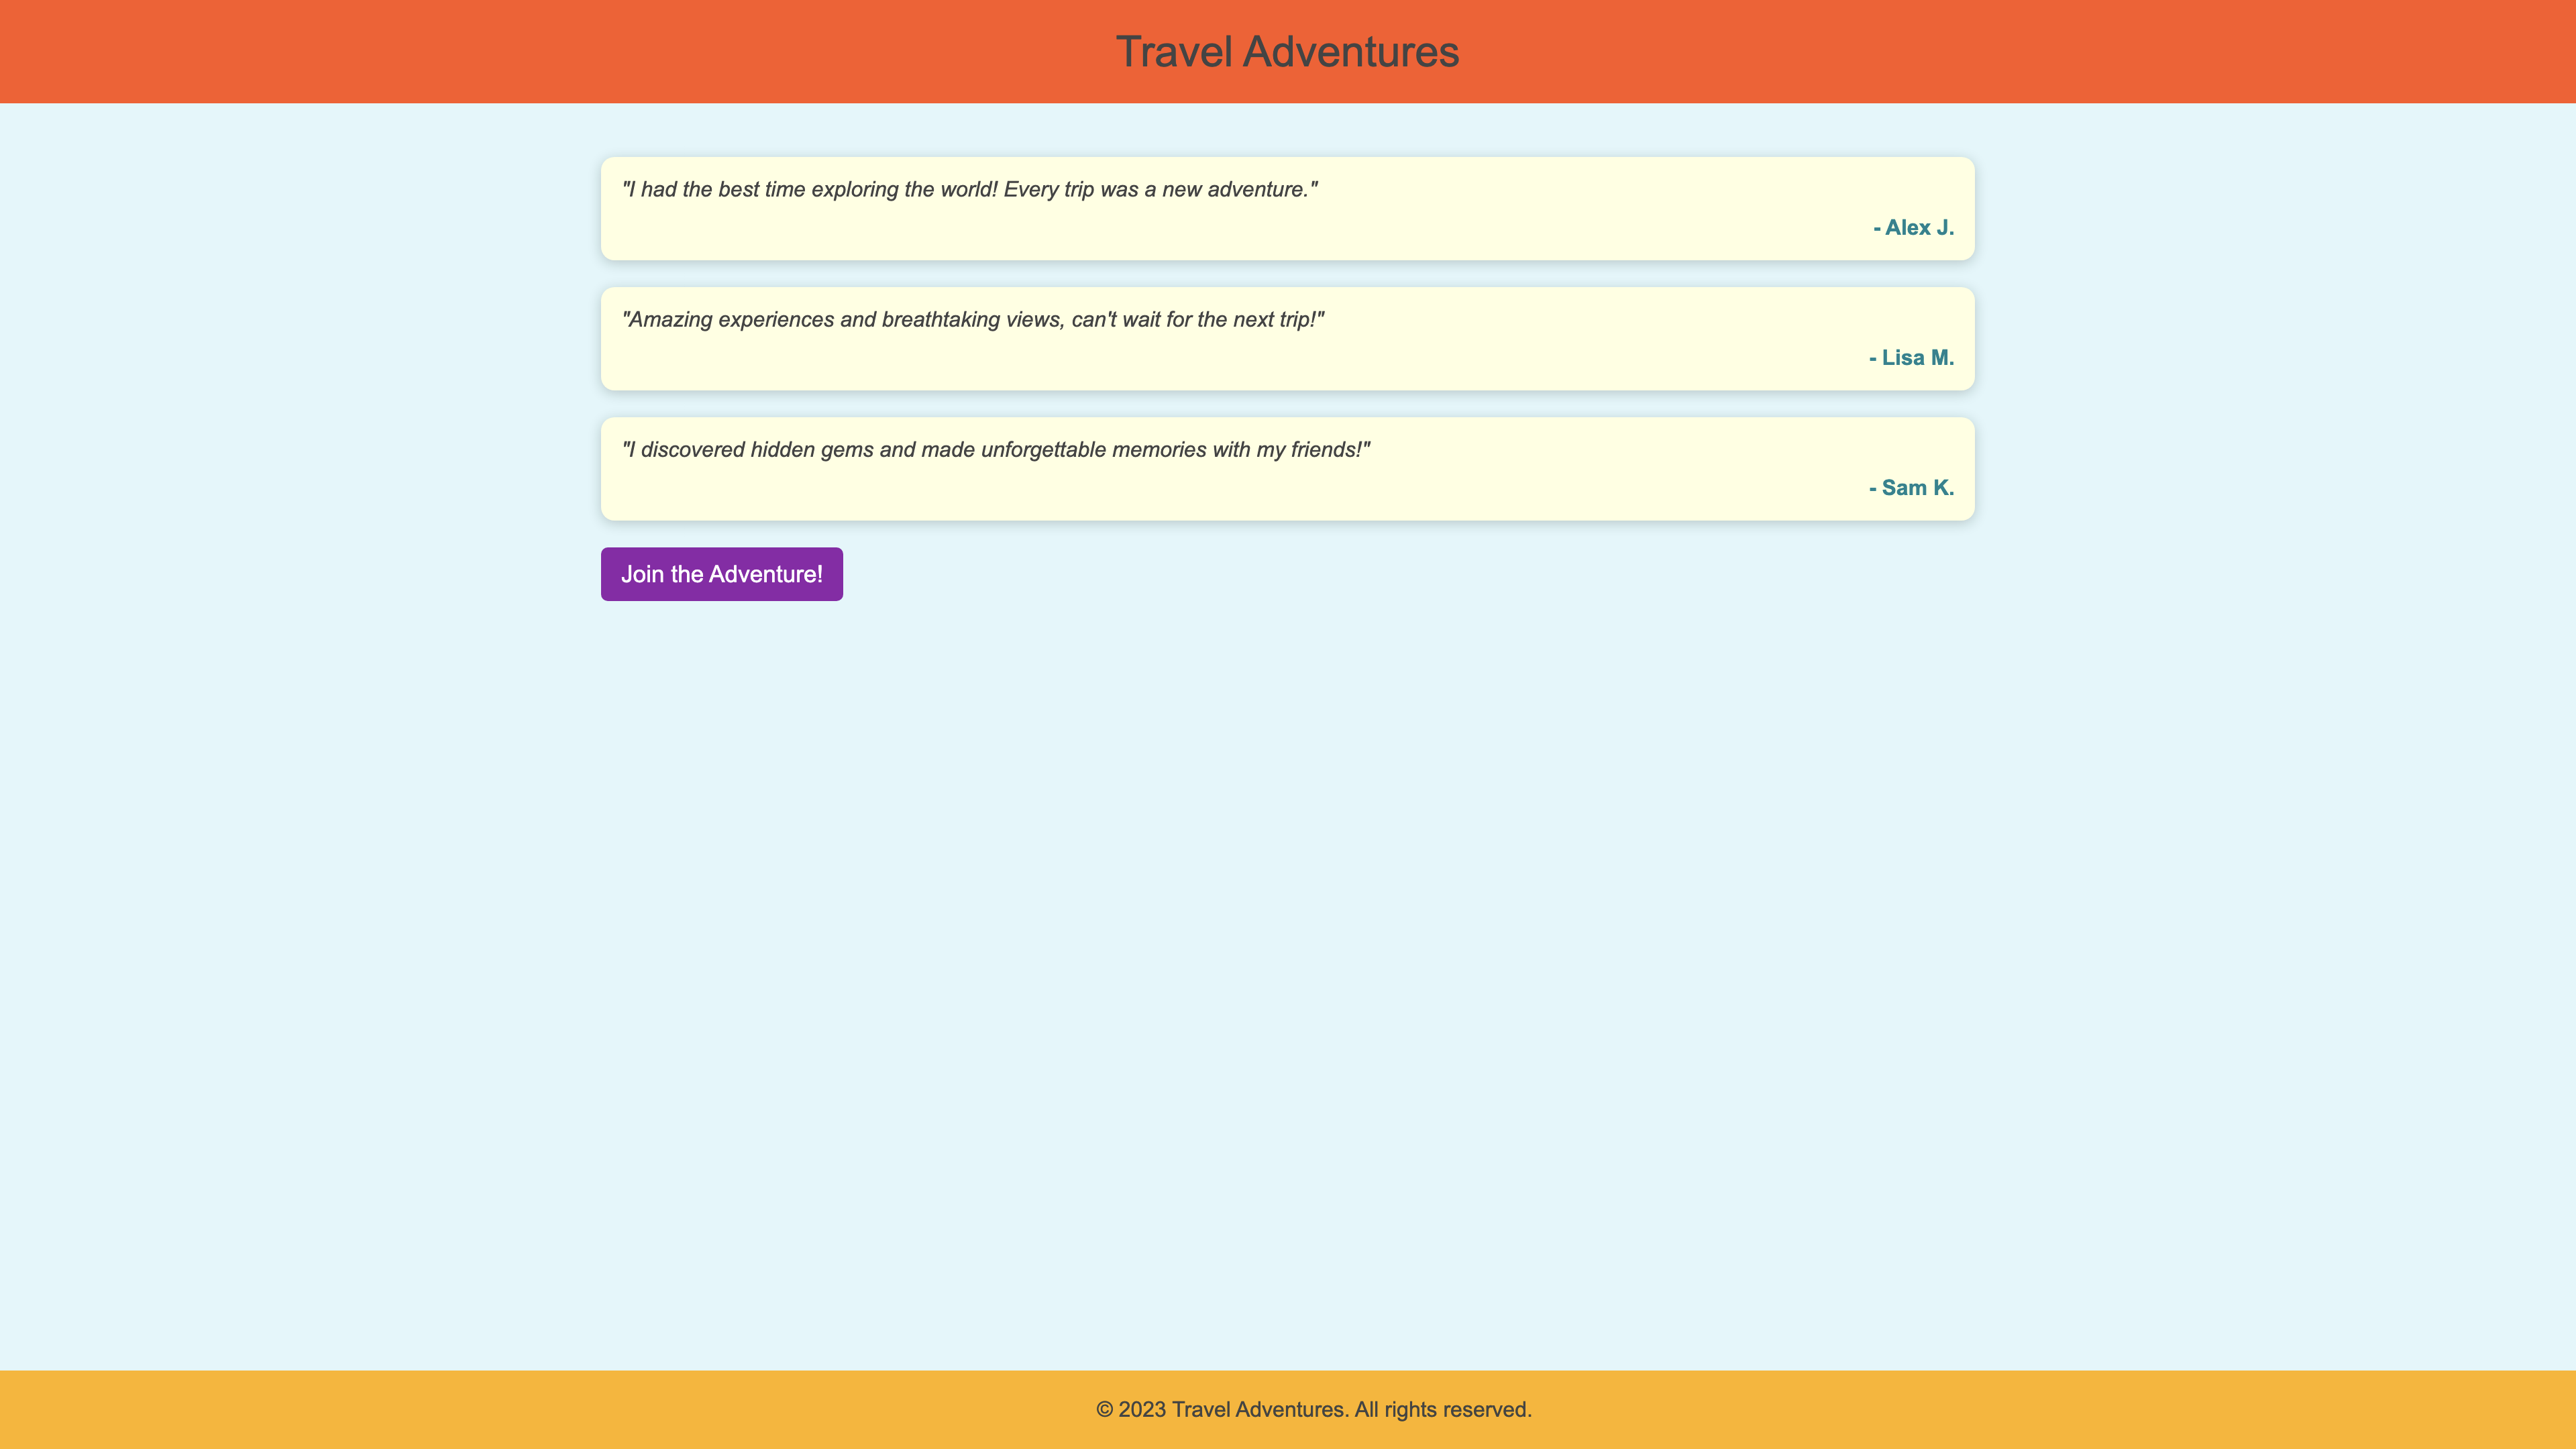 Travel Adventures
"I had the best time exploring the world! Every trip was a new adventure."
- Alex J.
"Amazing experiences and breathtaking views, can't wait for the next trip!"
- Lisa M.
"I discovered hidden gems and made unforgettable memories with my friends!"
- Sam K.
Join the Adventure!
© 2023 Travel Adventures. All rights reserved.